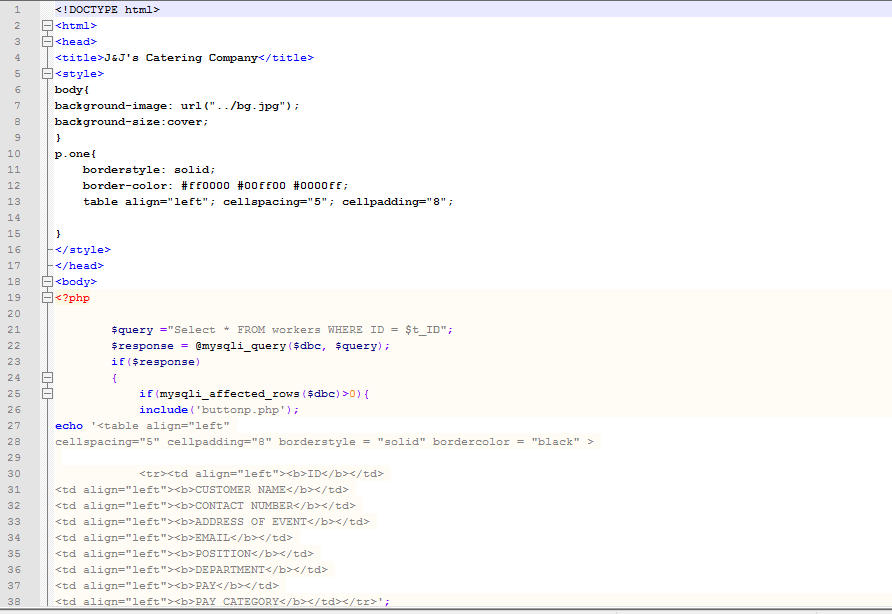 1 <!DOCTYPE html>
2 <html>
3 <head>
4 <title>J&J's Catering Company</title>
5 <style>
6 body{
7 background-image: url("../bg.jpg");
8 background-size:cover;
9 }
10 p.one{
11 borderstyle: solid;
12 border-color: #ff0000 #00ff00 #0000ff;
13 table align="left"; cellspacing="5"; cellpadding="8";
14
15 }
16 </style>
17 </head>
18 <body>
19 <?php
20
21 $query ="Select * FROM workers WHERE ID = $t_ID";
22 $response = @mysqli_query($dbc, $query);
23 if($response)
24 {
25 if(mysqli_affected_rows($dbc)>0){
26 include('buttonp.php');
27 echo '<table align="left"
28 cellspacing="5" cellpadding="8" borderstyle = "solid" bordercolor = "black" >
29
30 <tr><td align="left"><b>ID</b></td>
31 <td align="left"><b>CUSTOMER NAME</b></td>
32 <td align="left"><b>CONTACT NUMBER</b></td>
33 <td align="left"><b>ADDRESS OF EVENT</b></td>
34 <td align="left"><b>EMAIL</b></td>
35 <td align="left"><b>POSITION</b></td>
36 <td align="left"><b>DEPARTMENT</b></td>
37 <td align="left"><b>PAY</b></td>
38 <td align="left"><b>PAY CATEGORY</b></td></tr>';